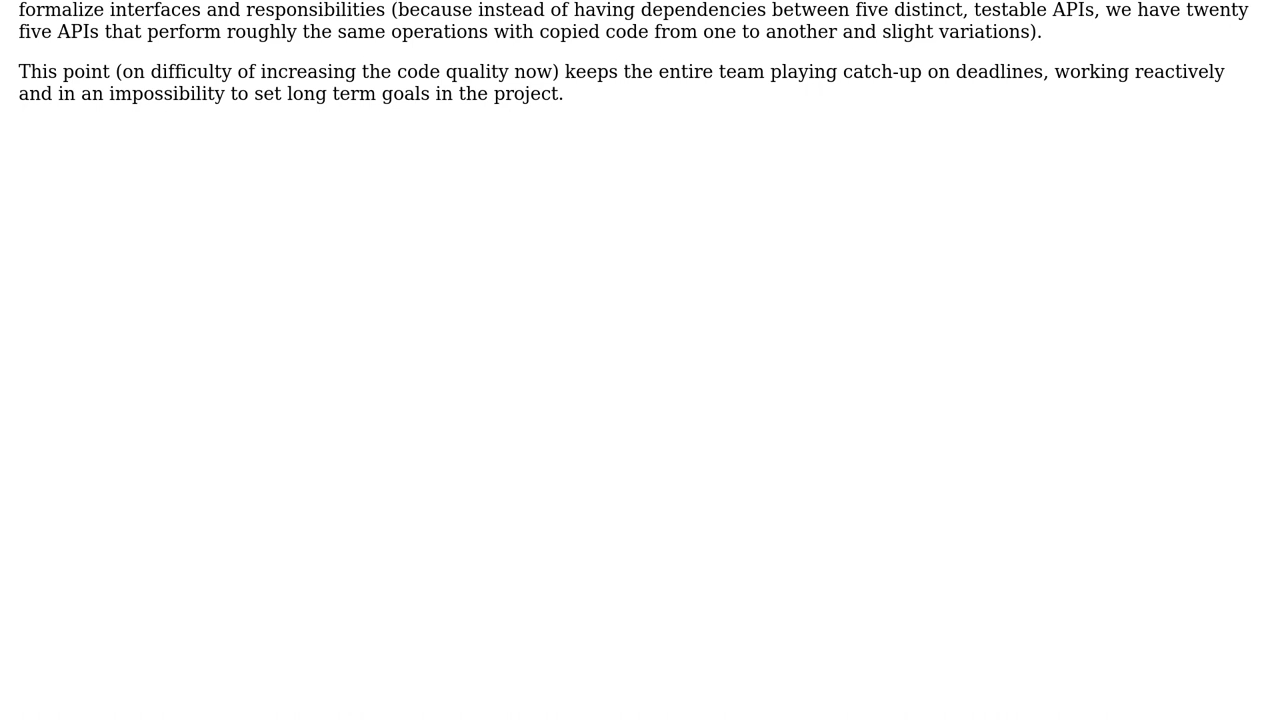 formalize interfaces and responsibilities (because instead of having dependencies between five distinct, testable APIs, we have twenty
five APIs that perform roughly the same operations with copied code from one to another and slight variations).
This point (on difficulty of increasing the code quality now) keeps the entire team playing catch-up on deadlines, working reactively
and in an impossibility to set long term goals in the project.